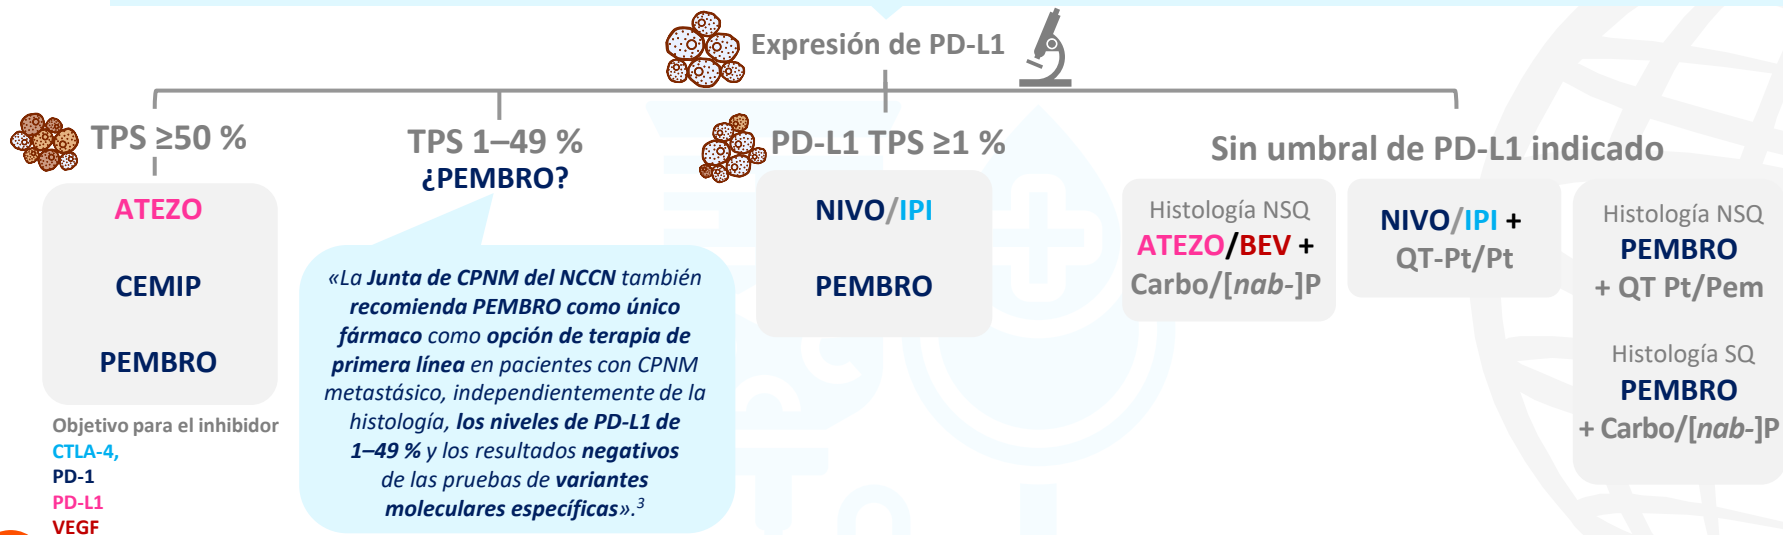 Expresión de PD-L1
TPS ≥50 %
ATEZO
CEMIP
PEMBRO
Objetivo para el inhibidor
CTLA-4,
PD-1
PD-L1
VEGF
TPS 1–49 %
¿PEMBRO?
«La Junta de CPNM del NCCN también
recomienda PEMBRO como único
fármaco como opción de terapia de
primera línea en pacientes con CPNM
metastásico, independientemente de la
histología, los niveles de PD-L1 de
1–49 % y los resultados negativos
de las pruebas de variantes
moleculares específicas».³
PD-L1 TPS ≥1 %
NIVO/IPI
PEMBRO
Sin umbral de PD-L1 indicado
Histología NSQ
ATEZO/BEV +
Carbo/[nab-]P
NIVO/IPI +
QT-Pt/Pt
Histología NSQ
PEMBRO
+ QT Pt/Pem
Histología SQ
PEMBRO
+ Carbo/[nab-]P